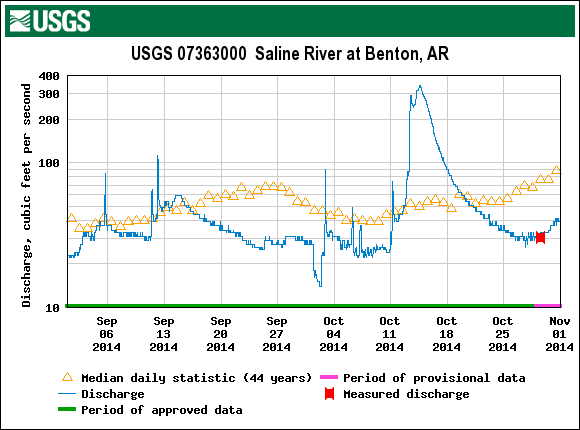 USGS
USGS 07363000 Saline River at Benton, AR
Discharge, cubic feet per second
400
300
200
100
10
Sep 06 2014
Sep 13 2014
Sep 20 2014
Sep 27 2014
Oct 04 2014
Oct 11 2014
Oct 18 2014
Oct 25 2014
Nov 01 2014
Median daily statistic (44 years)
Period of provisional data
Discharge
Measured discharge
Period of approved data